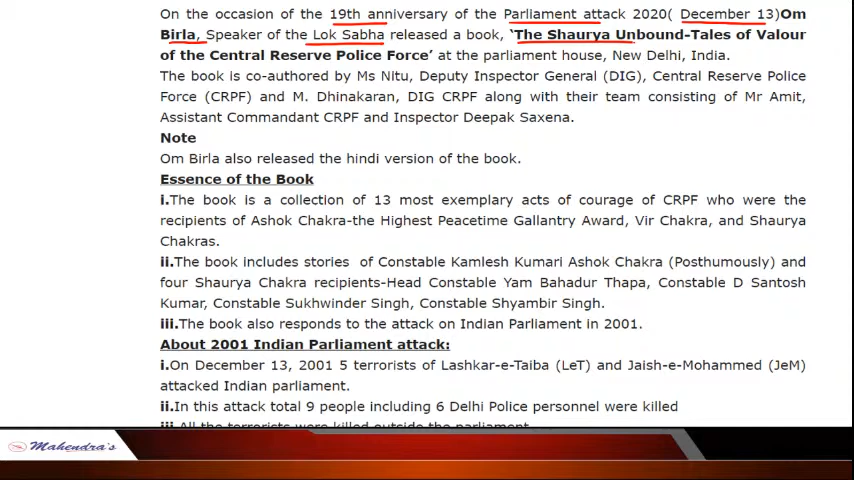 On the occasion of the 19th anniversary of the Parliament attack 2020( December 13)Om
Birla, Speaker of the Lok Sabha released a book, ‘The Shaurya Unbound-Tales of Valour
of the Central Reserve Police Force’ at the parliament house, New Delhi, India.
The book is co-authored by Ms Nitu, Deputy Inspector General (DIG), Central Reserve Police
Force (CRPF) and M. Dhinakaran, DIG CRPF along with their team consisting of Mr Amit,
Assistant Commandant CRPF and Inspector Deepak Saxena.
Note
Om Birla also released the hindi version of the book.
Essence of the Book
i.The book is a collection of 13 most exemplary acts of courage of CRPF who were the
recipients of Ashok Chakra-the Highest Peacetime Gallantry Award, Vir Chakra, and Shaurya
Chakras.
ii.The book includes stories of Constable Kamlesh Kumari Ashok Chakra (Posthumously) and
four Shaurya Chakra recipients-Head Constable Yam Bahadur Thapa, Constable D Santosh
Kumar, Constable Sukhwinder Singh, Constable Shyambir Singh.
iii.The book also responds to the attack on Indian Parliament in 2001.
About 2001 Indian Parliament attack:
i.On December 13, 2001 5 terrorists of Lashkar-e-Taiba (LeT) and Jaish-e-Mohammed (JeM)
attacked Indian parliament.
ii.In this attack total 9 people including 6 Delhi Police personnel were killed
iii.All the terrorists were killed outside the parliament.
Mahendra's